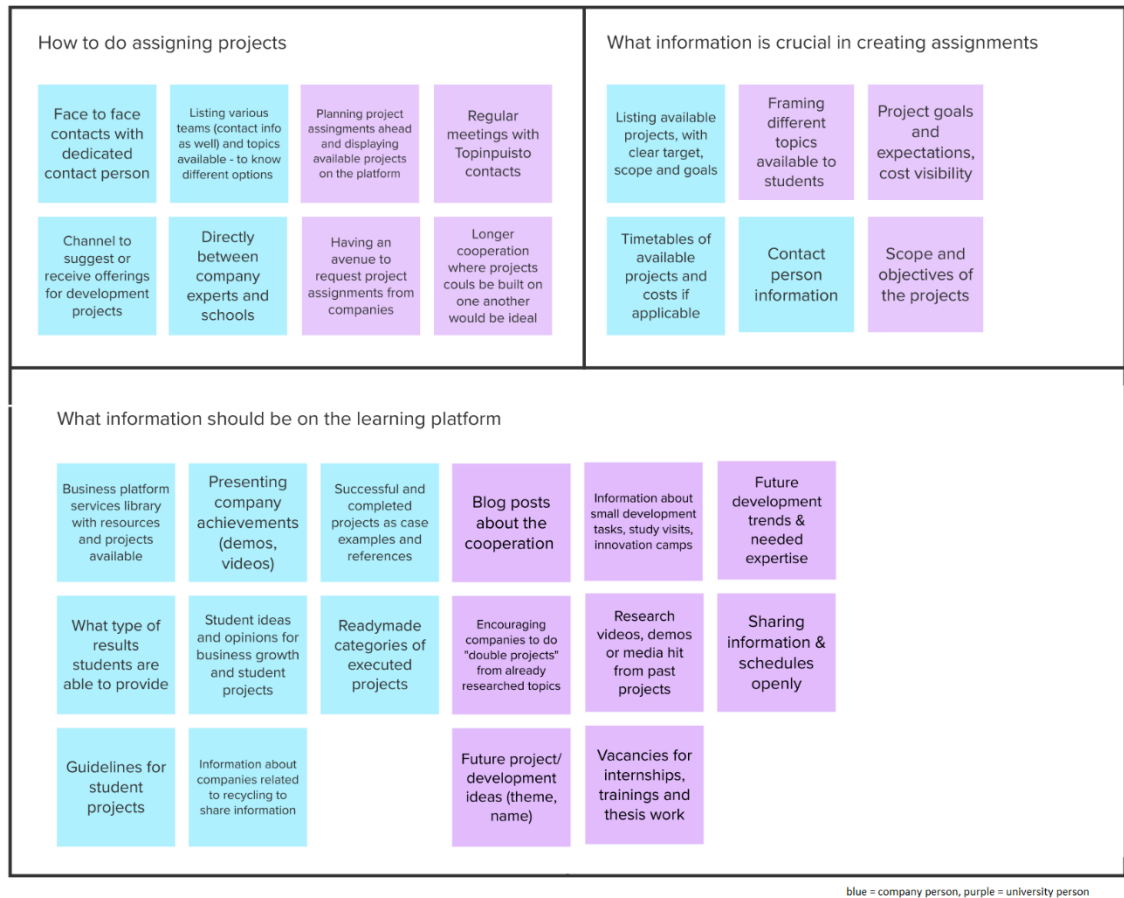 How to do assigning projects
Face to face
contacts with
dedicated
contact person
Listing various
teams (contact info
as well) and topics
available - to know
different options
Planning project
assingments ahead
and displaying
available projects
on the platform
Regular
meetings with
Topinpuisto
contacts
Channel to
suggest or
receive offerings
for development
projects
Directly
between
company
experts and
schools
Having an
avenue to
request project
assignments from
companies
Longer
cooperation
where projects
couls be built on
one another
would be ideal
What information is crucial in creating assignments
Listing available
projects, with
clear target,
scope and goals
Framing
different
topics
available to
students
Project goals
and
expectations,
cost visibility
Timetables of
available
projects and
costs if
applicable
Contact
person
information
Scope and
objectives of
the projects
What information should be on the learning platform
Business platform
services library
with resources
and projects
available
Presenting
company
achievements
(demos,
videos)
Successful and
completed
projects as case
examples and
references
Blog posts
about the
cooperation
Information about
small development
tasks, study visits,
innovation camps
Future
development
trends &
needed
expertise
What type of
results
students are
able to
provide
Student ideas
and opinions for
business growth
and student
projects
Readymade
categories of
executed
projects
Encouraging
companies to do
"double projects"
from already
researched topics
Research
videos, demos
or media hit
from past
projects
Sharing
information &
schedules
openly
Guidelines for
student
projects
Information about
companies related
to recycling to
share information
Future project/
development
ideas (theme,
name)
Vacancies for
internships,
trainings and
thesis work
blue = company person, purple = university person